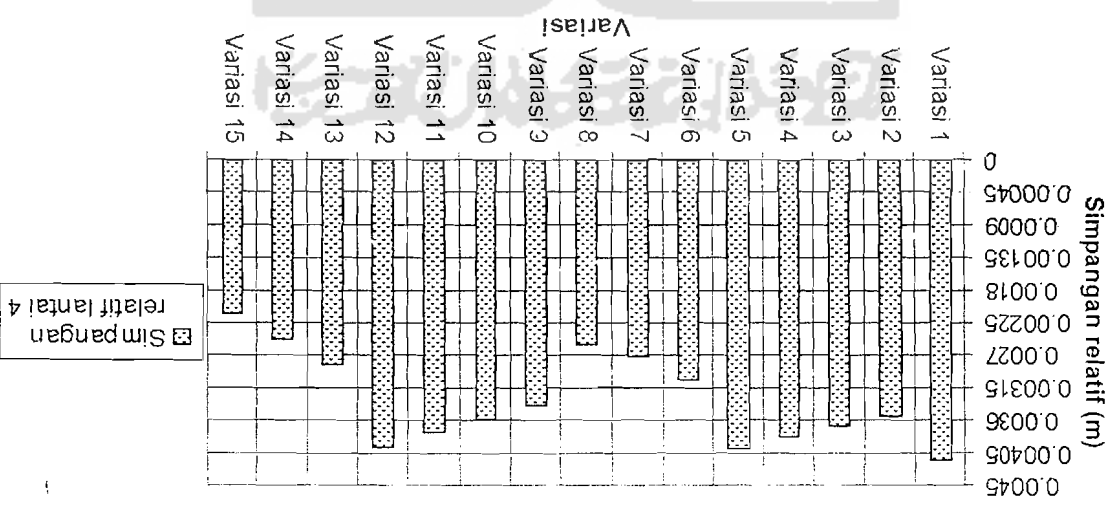 Simpangan relatif (m)
0.0045
0.00405
0.0036
0.00315
0.0027
0.00225
0.0018
0.00135
0.0009
0.00045
0
Variasi 1
Variasi 2
Variasi 3
Variasi 4
Variasi 5
Variasi 6
Variasi 7
Variasi 8
Variasi 9
Variasi 10
Variasi 11
Variasi 12
Variasi 13
Variasi 14
Variasi 15
Variasi
Simpangan
relatif lantai 4